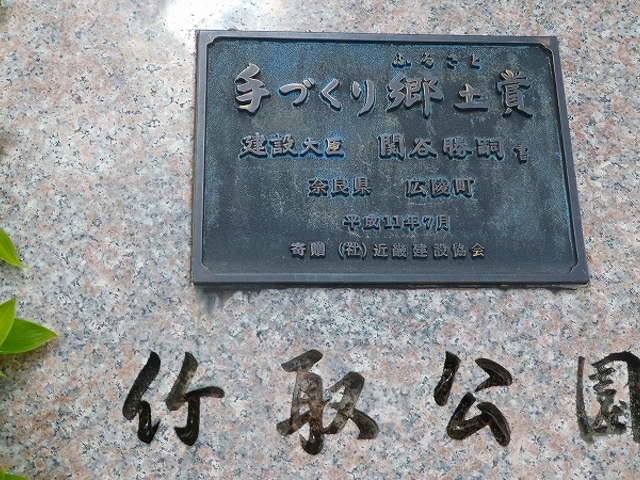 ふるさと
手づくり郷土賞
建設大臣 関谷勝嗣書
奈良県 広陵町
平成11年7月
寄贈 (社)近畿建設協会
竹取公園